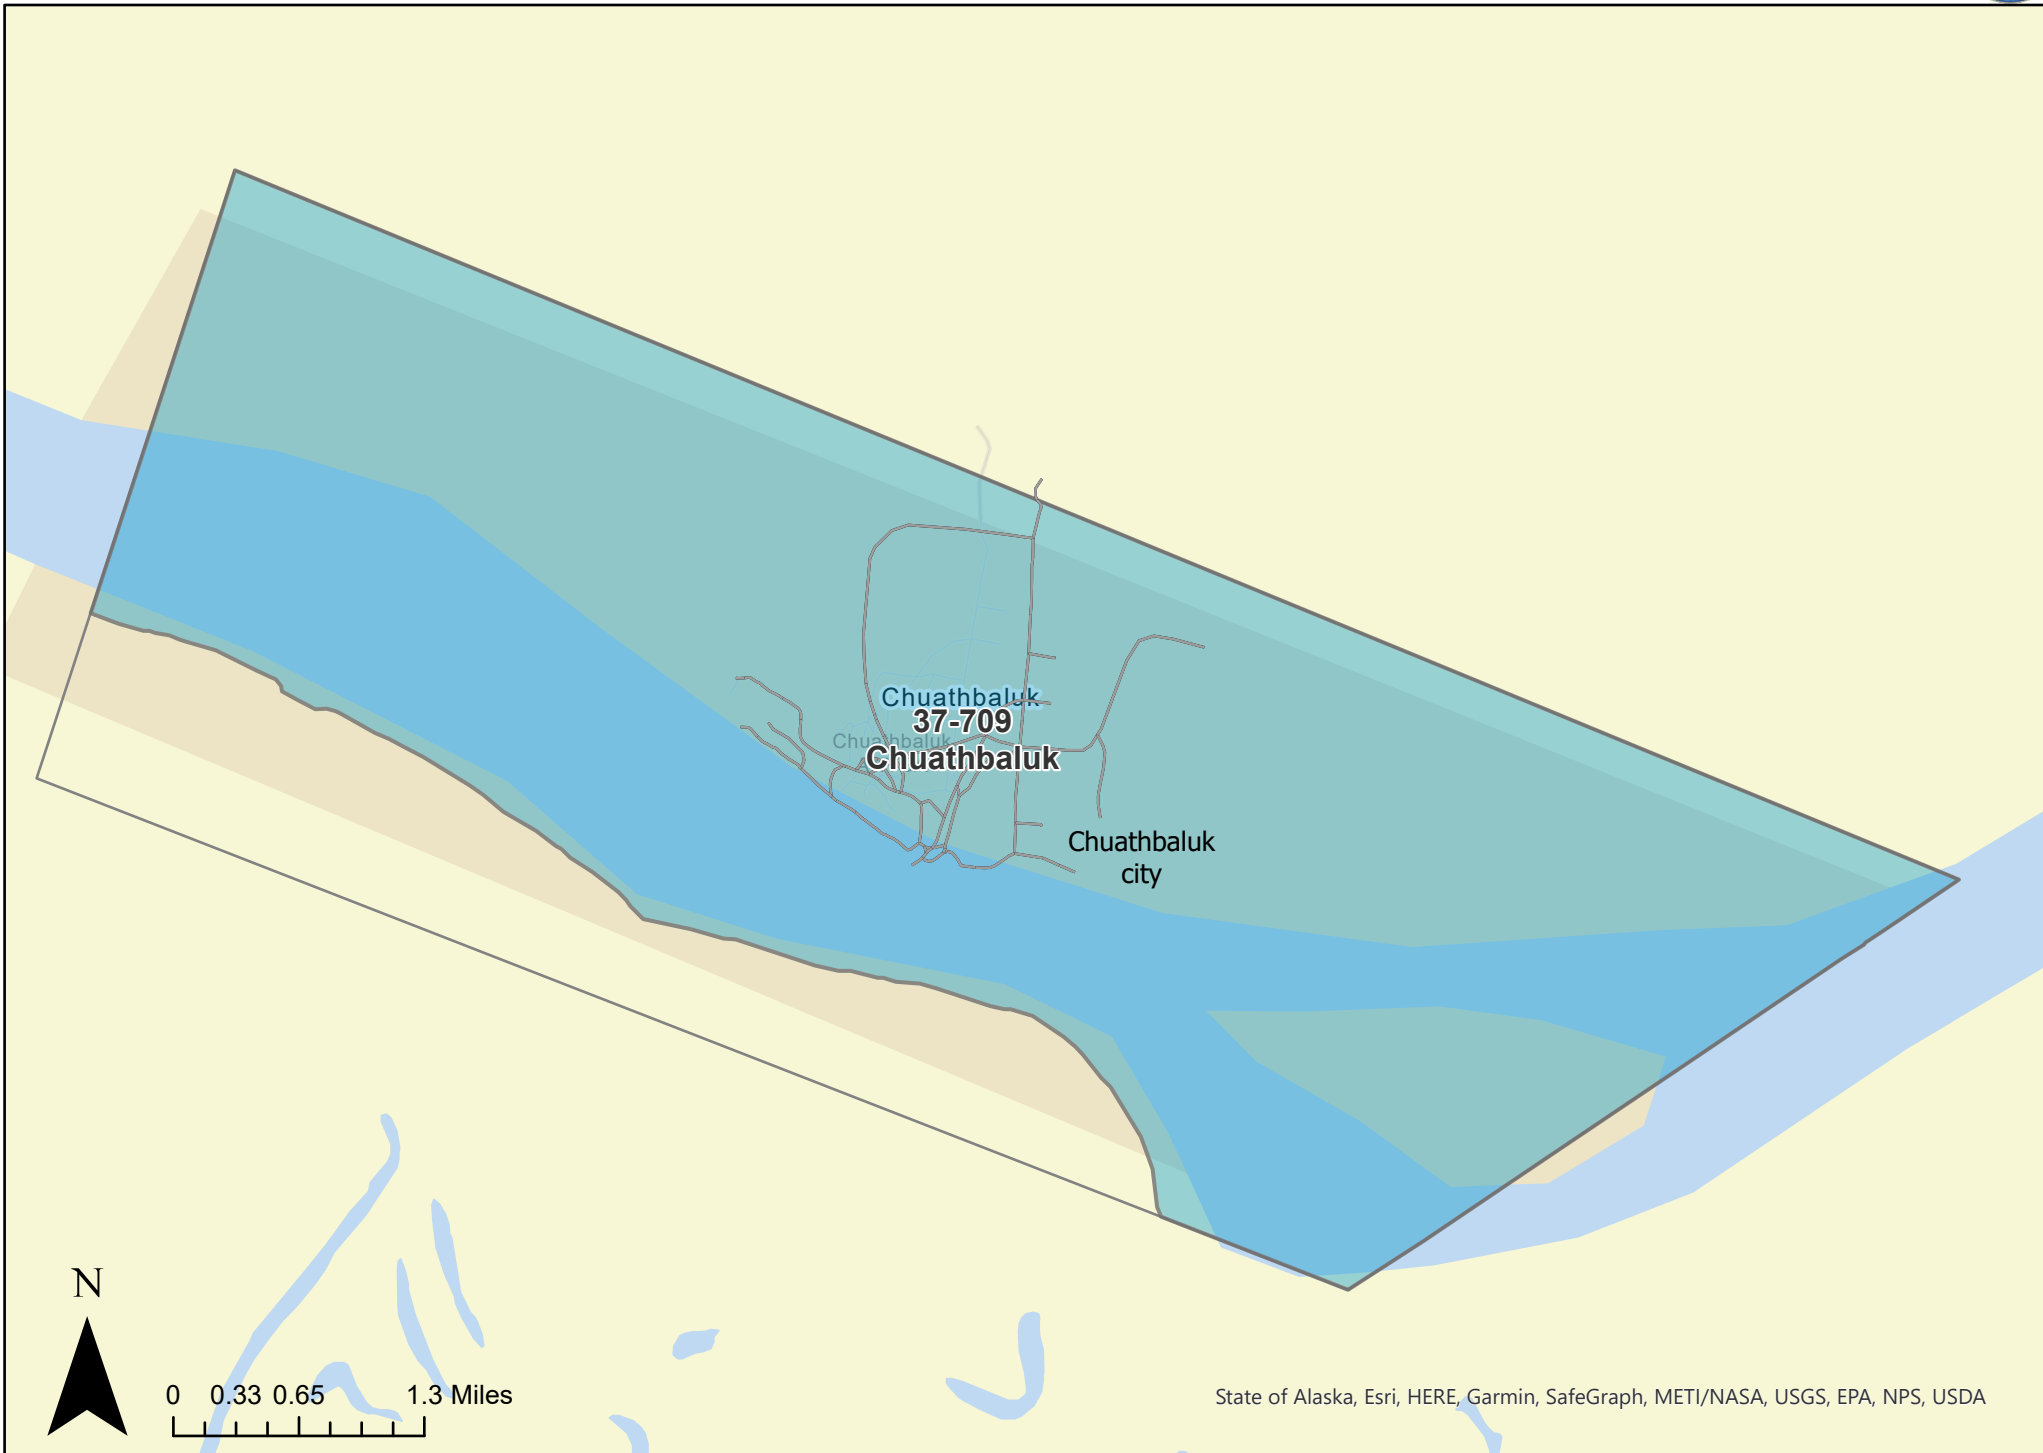 Chuathbaluk
37-709
Chuathbaluk
Chuathbaluk
Chuathbaluk
city
N
0 0.33 0.65 1.3 Miles
State of Alaska, Esri, HERE, Garmin, SafeGraph, METI/NASA, USGS, EPA, NPS, USDA